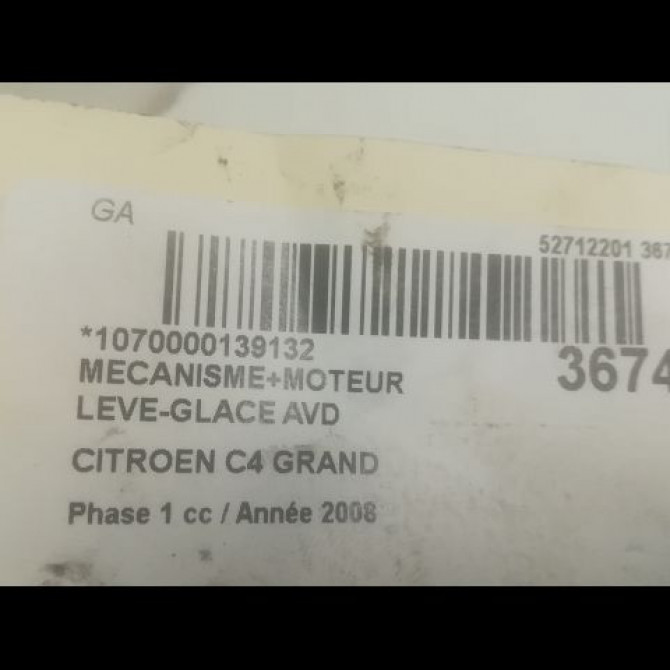 GA
52712201 367
*1070000139132
3674
MECANISME+MOTEUR
LEVE-GLACE AVD
CITROEN C4 GRAND
Phase 1 cc / Année 2008